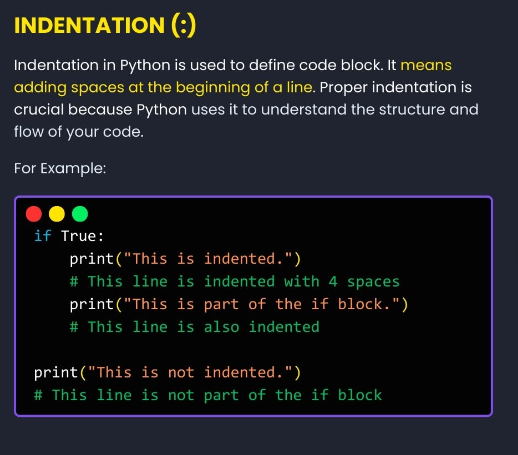 INDENTATION (:)
Indentation in Python is used to define code block. It means
adding spaces at the beginning of a line. Proper indentation is
crucial because Python uses it to understand the structure and
flow of your code.
For Example:
if True:
    print("This is indented.")
    # This line is indented with 4 spaces
    print("This is part of the if block.")
    # This line is also indented
print("This is not indented.")
# This line is not part of the if block